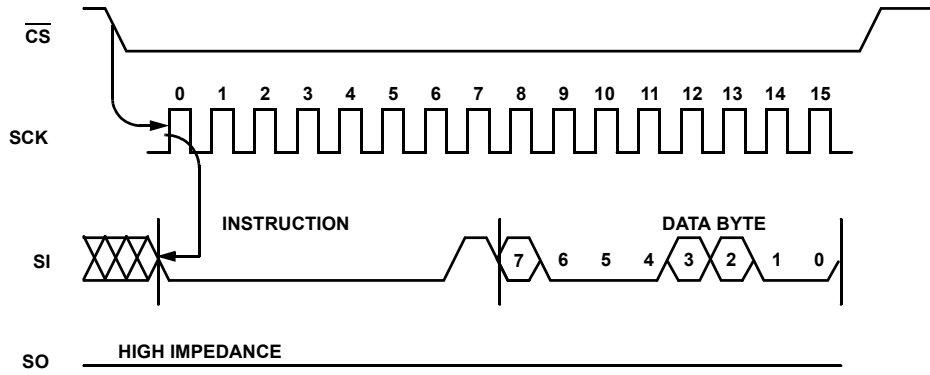 CS
0 1 2 3 4 5 6 7 8 9 10 11 12 13 14 15
SCK
INSTRUCTION DATA BYTE
SI 7 6 5 4 3 2 1 0
HIGH IMPEDANCE
SO